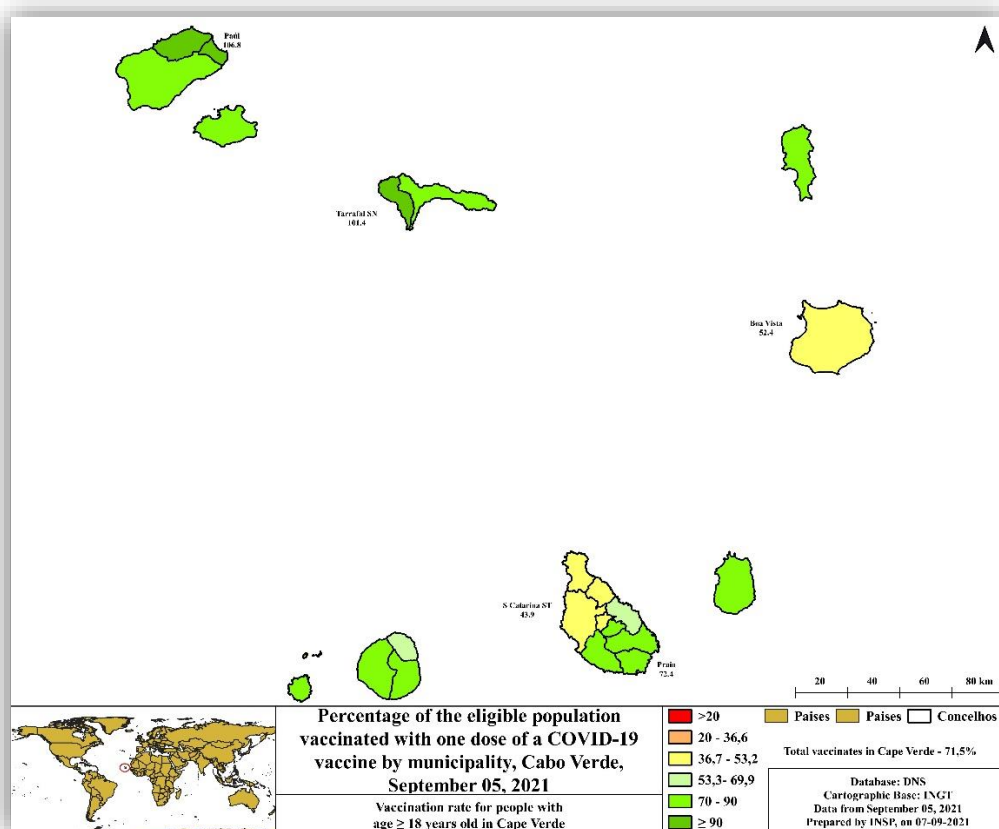 Paúl
106.8
Tarrafal SN
101.4
Boa Vista
52.4
S Catarina ST
43.9
Praia
72.4
20 40 60 80 km
Percentage of the eligible population
vaccinated with one dose of a COVID-19
vaccine by municipality, Cabo Verde,
September 05, 2021
Vaccination rate for people with
age ≥ 18 years old in Cape Verde
>20
20 - 36,6
36,7 - 53,2
53,3- 69,9
70 - 90
≥ 90
Paises Paises Concelhos
Total vaccinates in Cape Verde - 71,5%
Database: DNS
Cartographic Base: INGT
Data from September 05, 2021
Prepared by INSP, on 07-09-2021